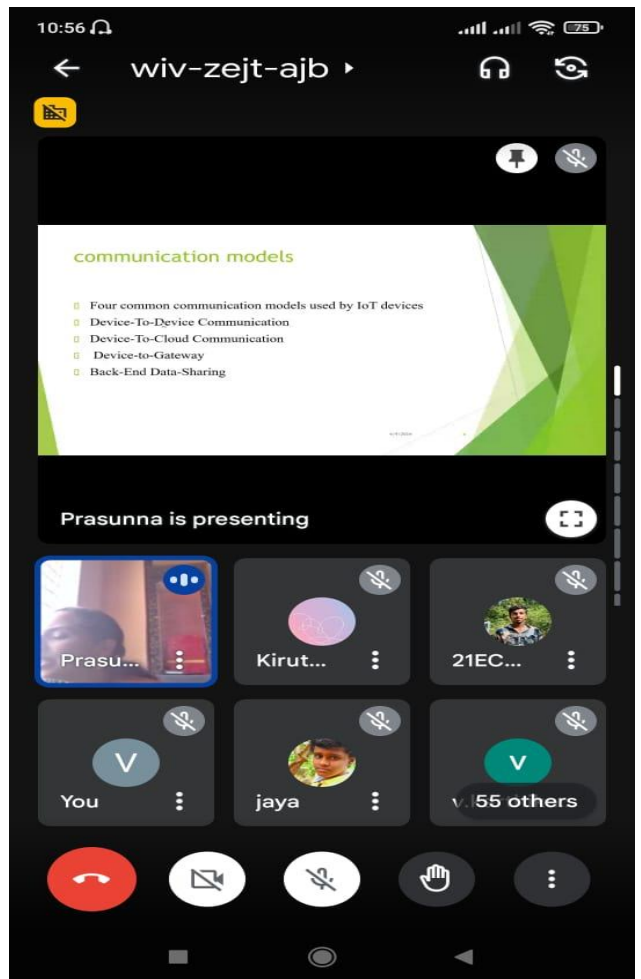 10:56
75
wiv-zejt-ajb
communication models
Four common communication models used by IoT devices
Device-To-Device Communication
Device-To-Cloud Communication
Device-to-Gateway
Back-End Data-Sharing
Prasunna is presenting
Prasu...
Kirut...
21EC...
V
You
jaya
v
55 others